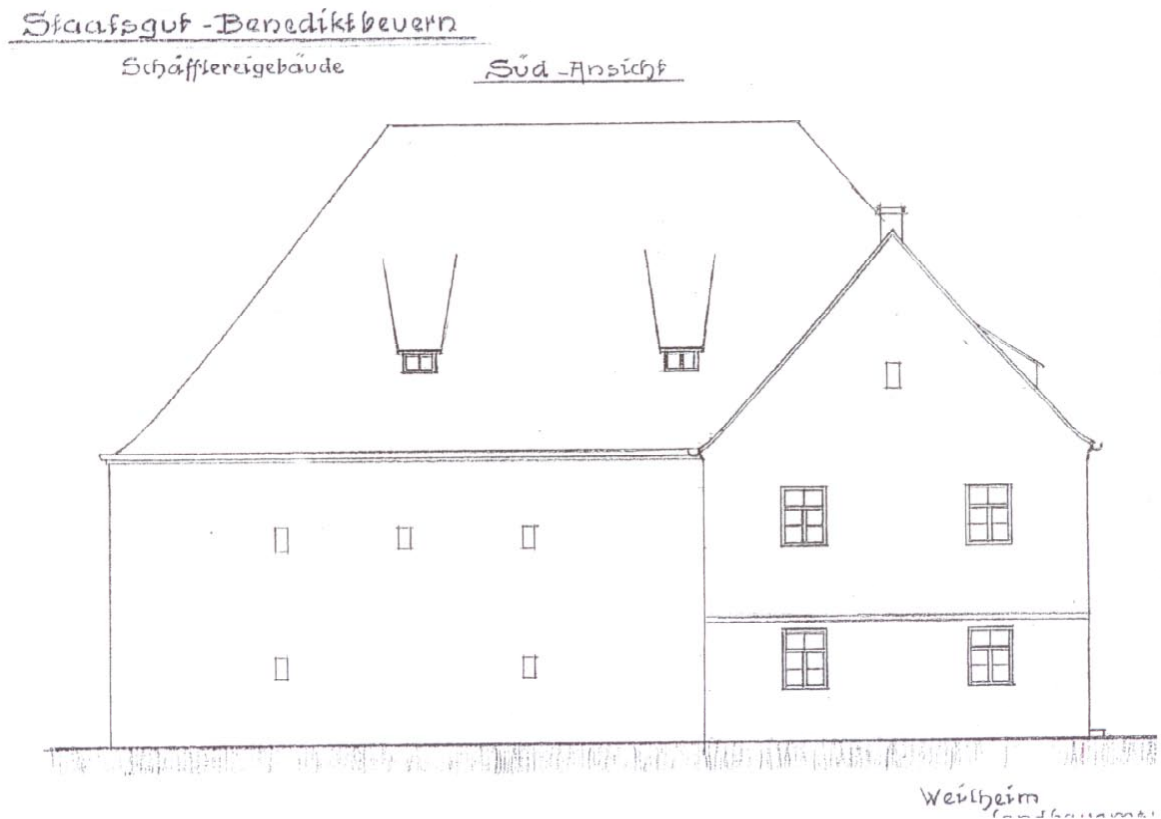 Staatsgut - Benediktbeuern
Schäfflereigebäude
Süd - Ansicht
Weilheim